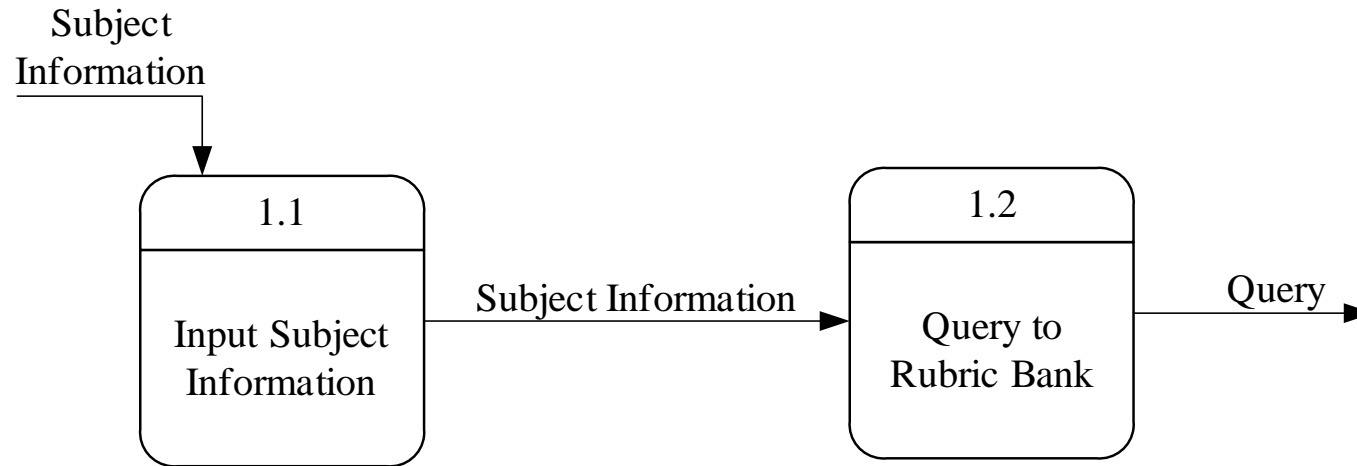 Subject
Information
1.1
Input Subject
Information
Subject Information
1.2
Query to
Rubric Bank
Query